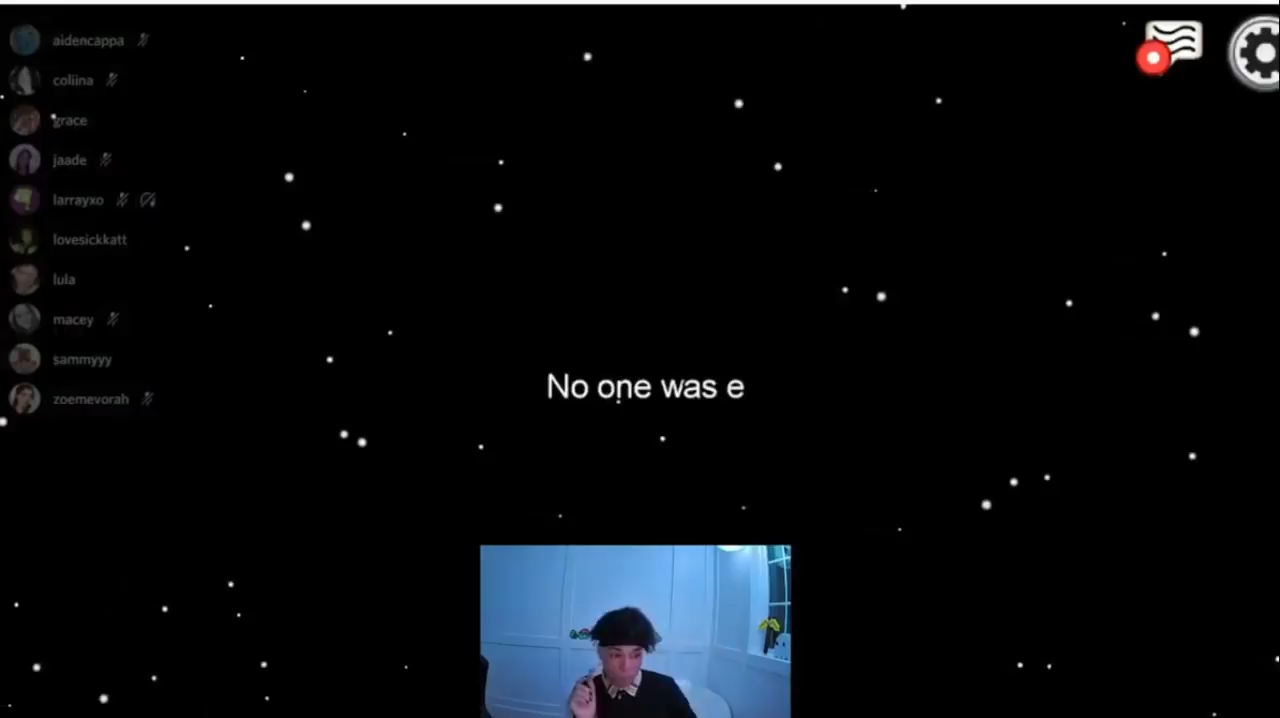 aidencappa
coliina
grace
jaade
larrayxo
lovesickkatt
lula
macey
sammyyy
zoemevorah
No one was e